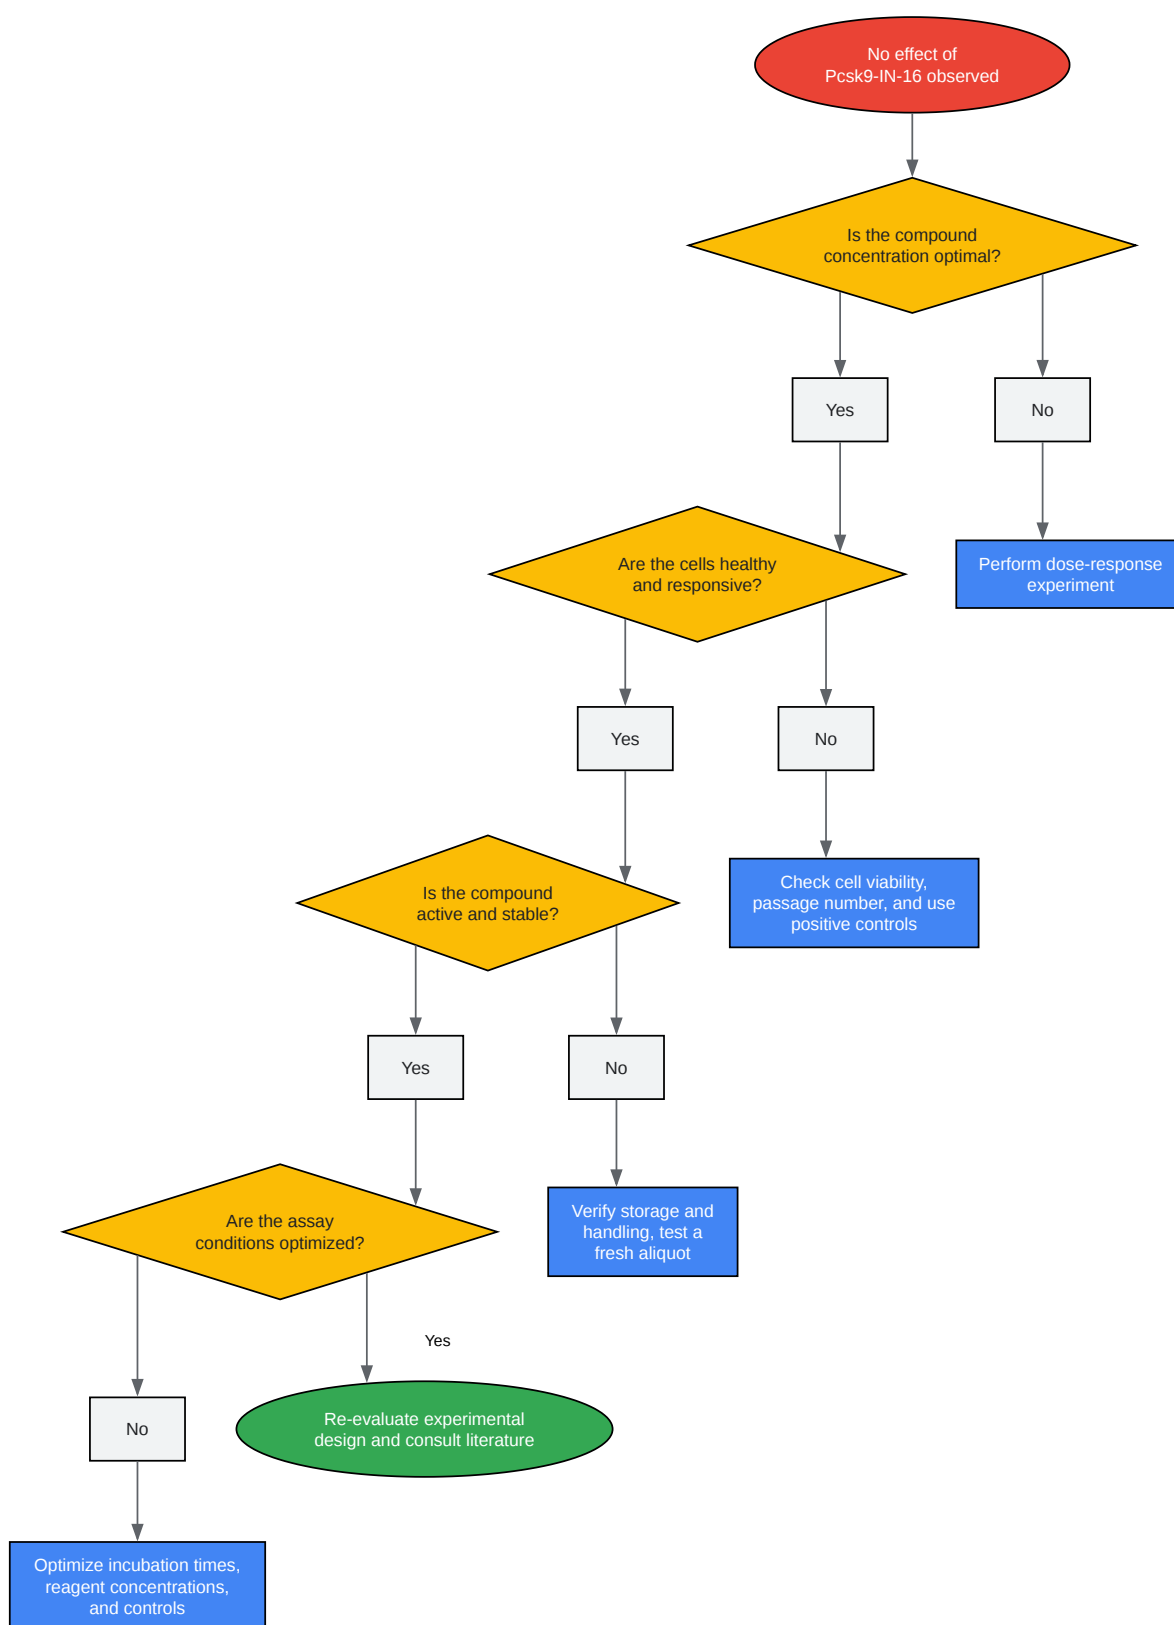 No effect of
Pcsk9-IN-16 observed
Is the compound
concentration optimal?
Yes
No
Perform dose-response
experiment
Are the cells healthy
and responsive?
Yes
No
Check cell viability,
passage number, and use
positive controls
Is the compound
active and stable?
Yes
No
Verify storage and
handling, test a
fresh aliquot
Are the assay
conditions optimized?
Yes
No
Re-evaluate experimental
design and consult literature
Optimize incubation times,
reagent concentrations,
and controls